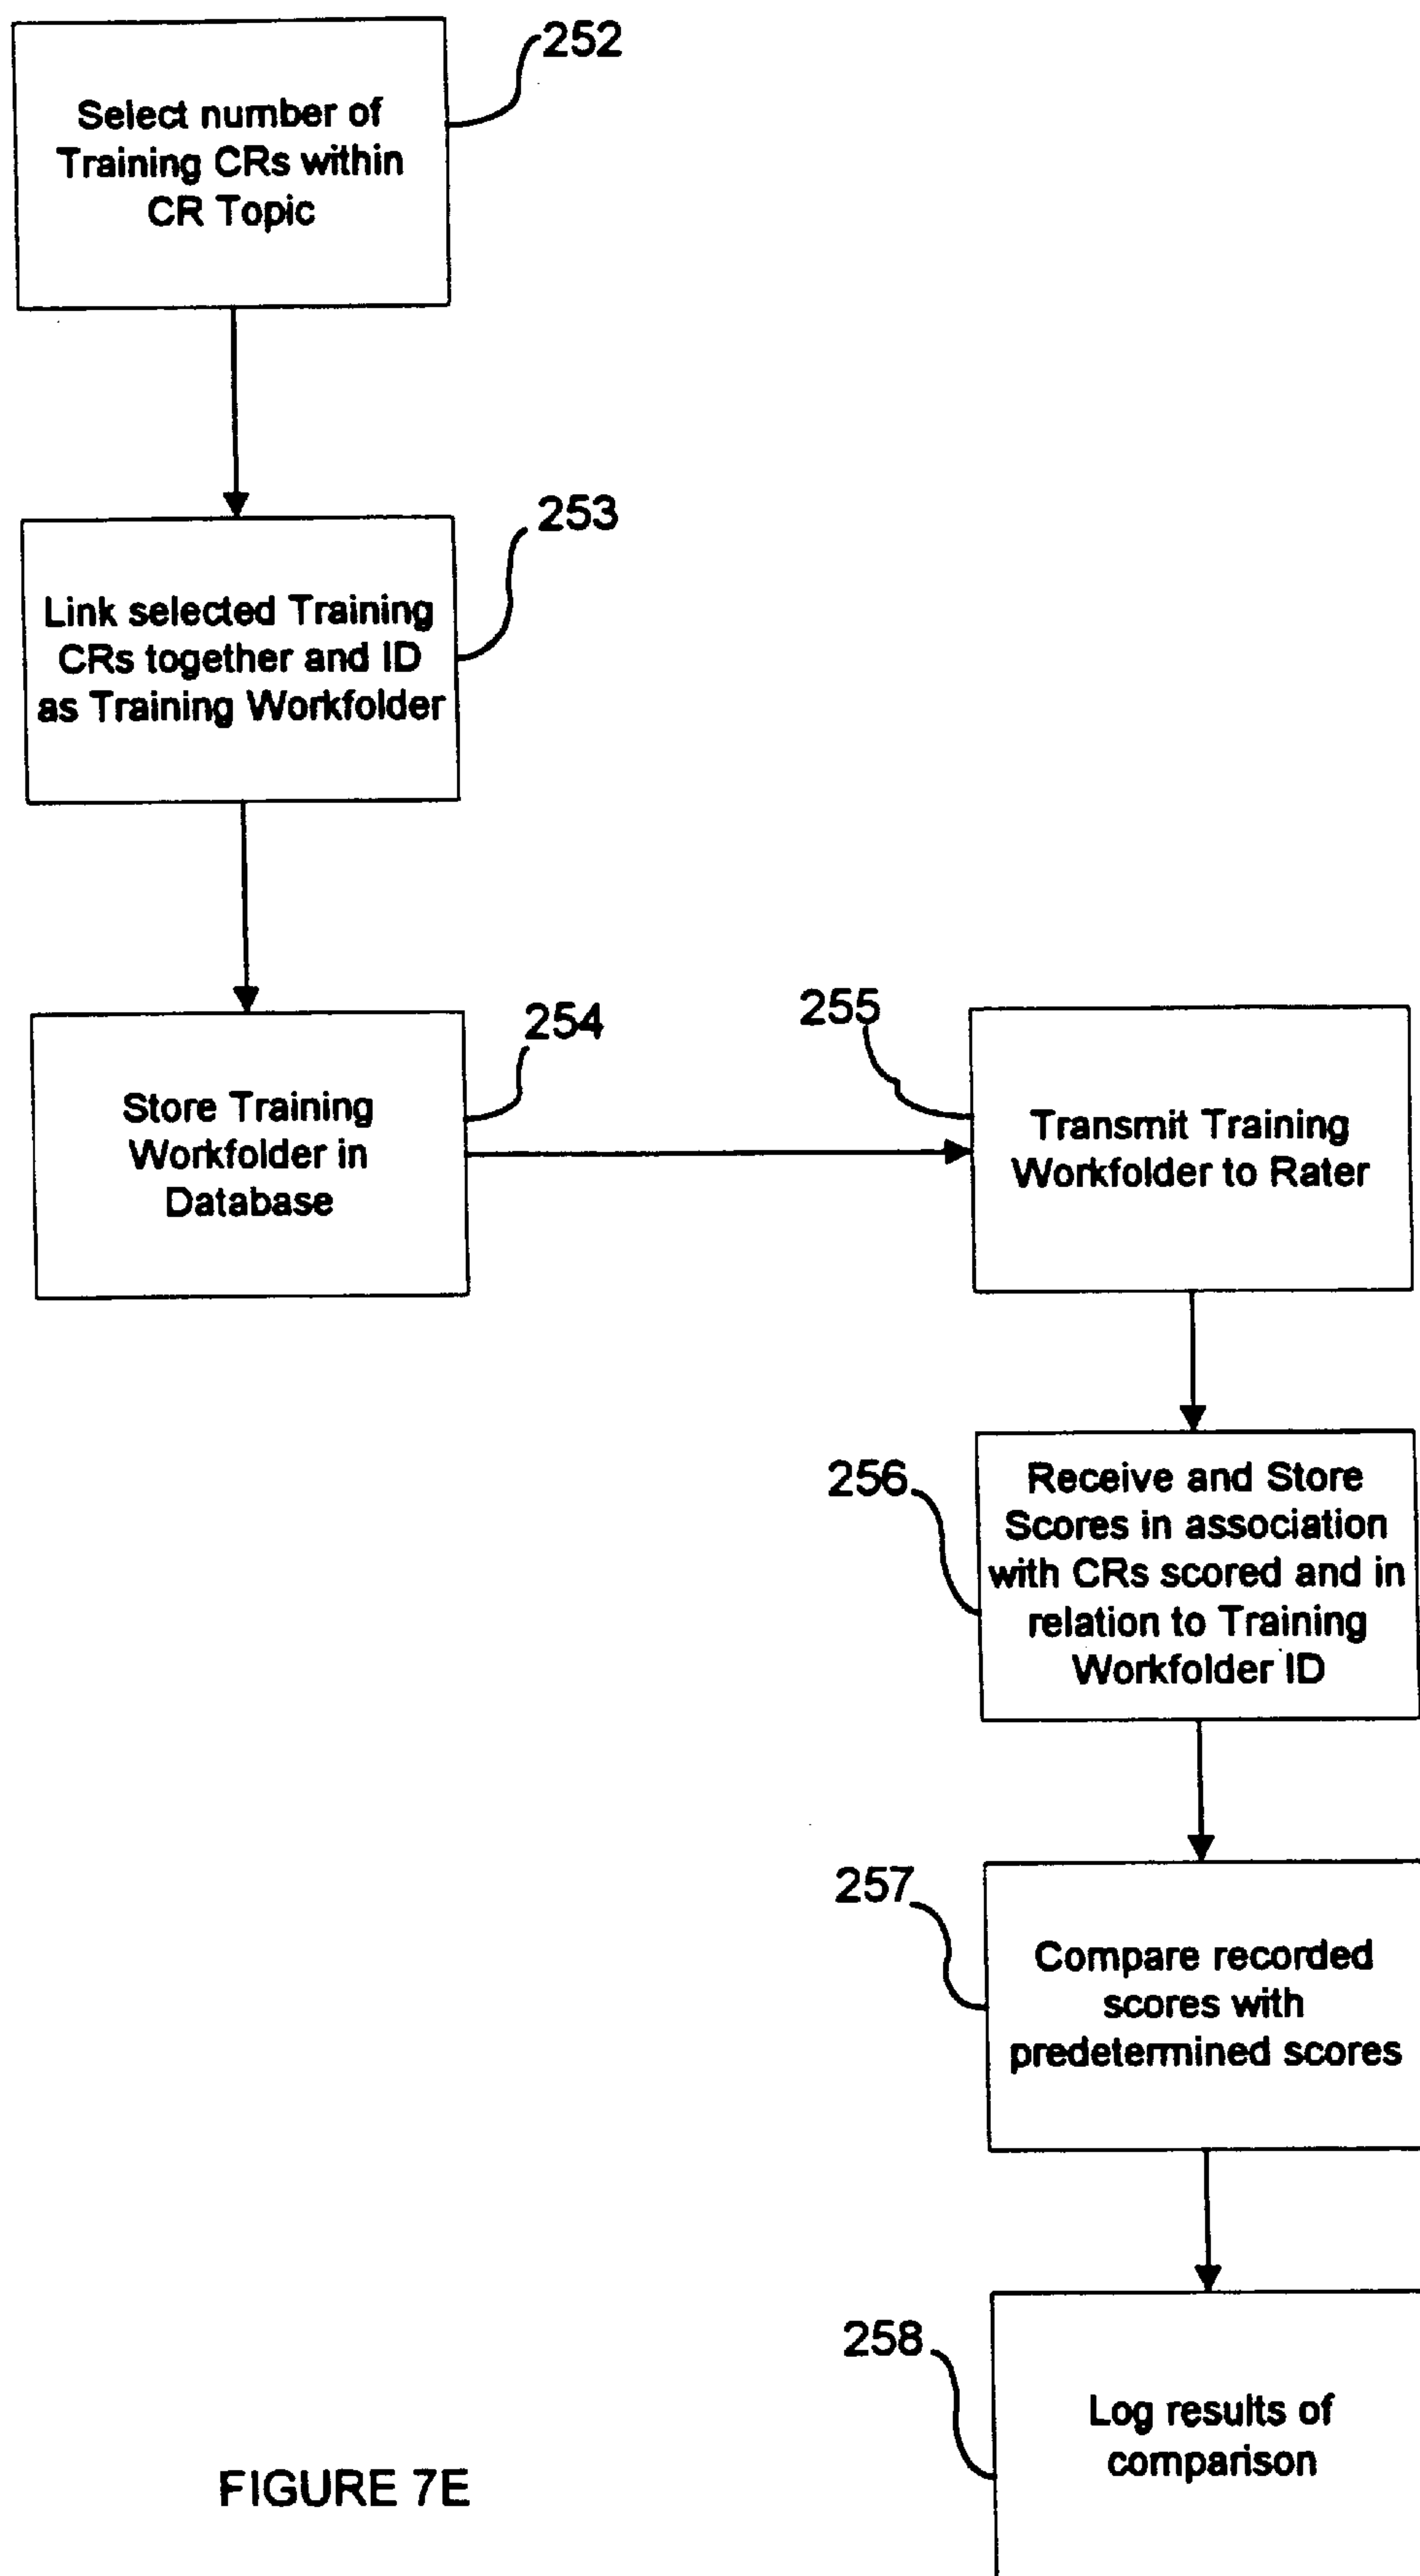 252
Select number of
Training CRs within
CR Topic
253
Link selected Training
CRs together and ID
as Training Workfolder
254
Store Training
Workfolder in
Database
255
Transmit Training
Workfolder to Rater
256
Receive and Store
Scores in association
with CRs scored and in
relation to Training
Workfolder ID
257
Compare recorded
scores with
predetermined scores
258
Log results of
comparison
FIGURE 7E